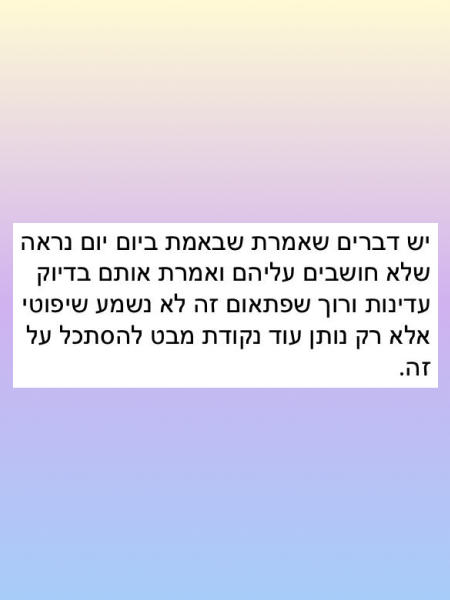 יש דברים שאמרת שבאמת ביום יום נראה
שלא חושבים עליהם ואמרת אותם בדיוק
עדינות ורוך שפתאום זה לא נשמע שיפוטי
אלא רק נותן עוד נקודת מבט להסתכל על
זה.